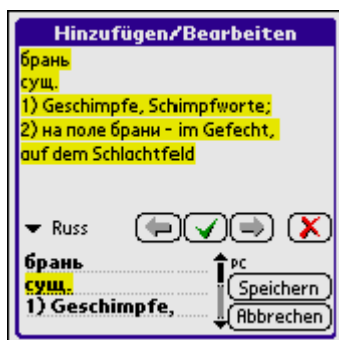 Hinzufügen/Bearbeiten
брань
сущ.
1) Geschimpfe, Schimpfworte;
2) на поле брани - im Gefecht,
auf dem Schlachtfeld
Russ
брань
сущ.
1) Geschimpfe,
PC
Speichern
Abbrechen